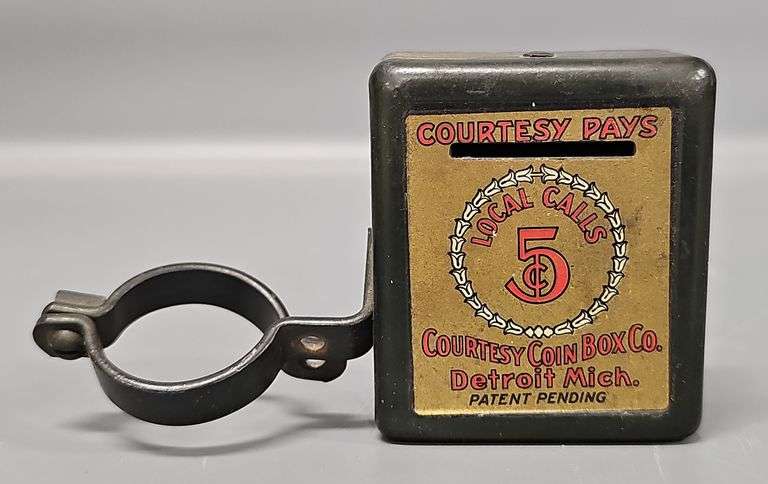 COURTESY PAYS
LOCAL CALLS
5¢
COURTESY COIN BOX CO.
Detroit Mich.
PATENT PENDING